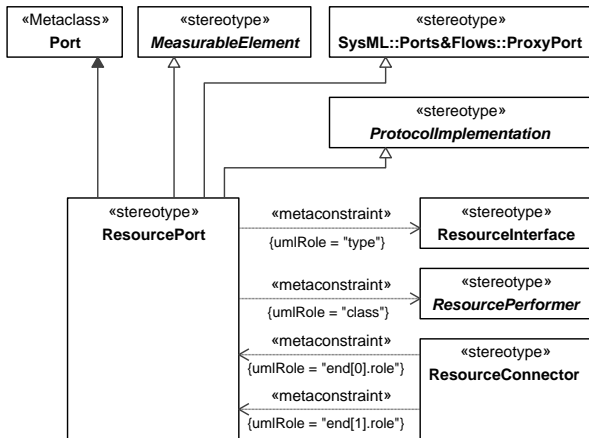 «Metaclass»
Port
«stereotype»
MeasurableElement
«stereotype»
SysML::Ports&Flows::ProxyPort
«stereotype»
ProtocolImplementation
«stereotype»
ResourcePort
«metaconstraint»
{umlRole = "type"}
«stereotype»
ResourceInterface
«metaconstraint»
{umlRole = "class"}
«stereotype»
ResourcePerformer
«metaconstraint»
{umlRole = "end[0].role"}
«metaconstraint»
{umlRole = "end[1].role"}
«stereotype»
ResourceConnector